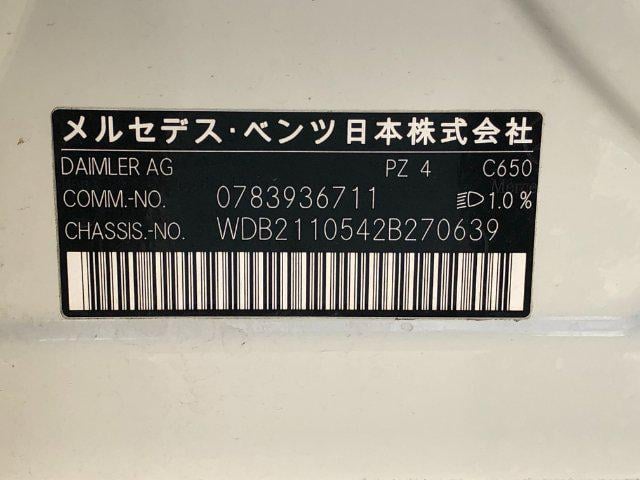 メルセデス・ベンツ日本株式会社
DAIMLER AG PZ 4 C650
COMM.-NO. 0783936711 1.0%
CHASSIS.-NO. WDB2110542B270639